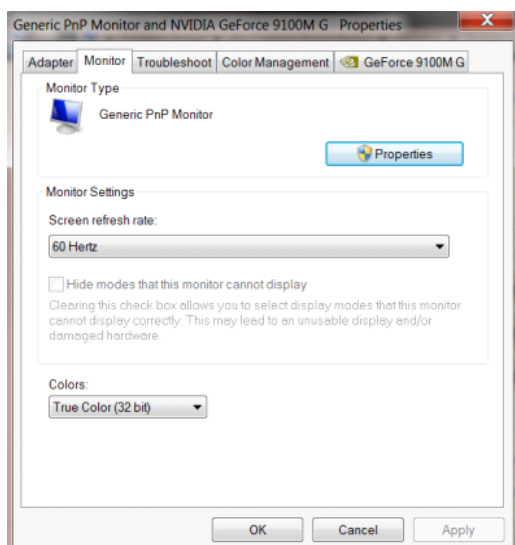 Generic PnP Monitor and NVIDIA GeForce 9100M G Properties
X
Adapter Monitor Troubleshoot Color Management GeForce 9100M G
Monitor Type
Generic PnP Monitor
Properties
Monitor Settings
Screen refresh rate:
60 Hertz
Hide modes that this monitor cannot display
Clearing this check box allows you to select display modes that this monitor
cannot display correctly. This may lead to an unusable display and/or
damaged hardware.
Colors:
True Color (32 bit)
OK Cancel Apply